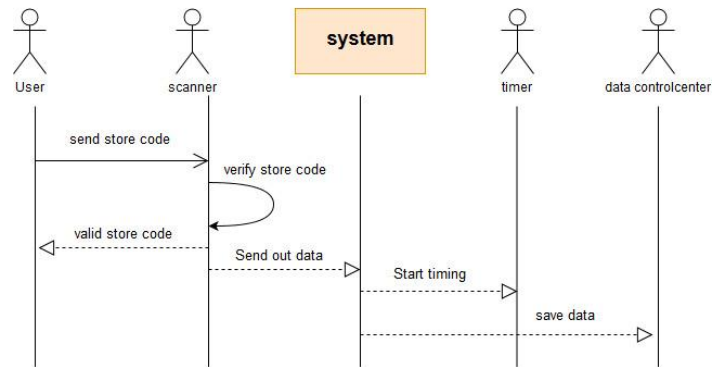 system
User
scanner
timer
data controlcenter
send store code
verify store code
valid store code
Send out data
Start timing
save data